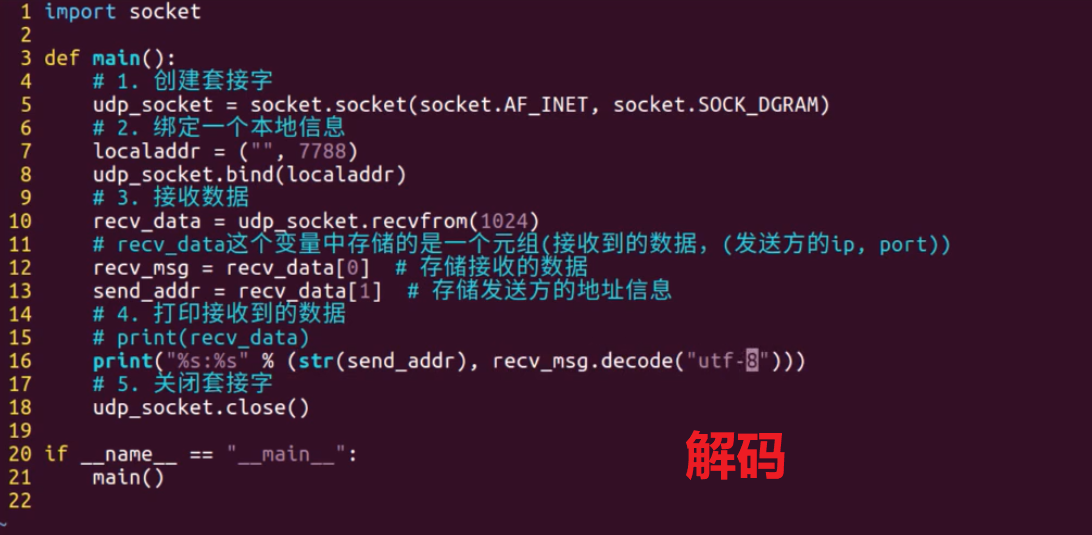 1 import socket
2
3 def main():
4     # 1. 创建套接字
5     udp_socket = socket.socket(socket.AF_INET, socket.SOCK_DGRAM)
6     # 2. 绑定一个本地信息
7     localaddr = ("", 7788)
8     udp_socket.bind(localaddr)
9     # 3. 接收数据
10     recv_data = udp_socket.recvfrom(1024)
11     # recv_data这个变量中存储的是一个元组(接收到的数据，(发送方的ip, port))
12     recv_msg = recv_data[0]  # 存储接收的数据
13     send_addr = recv_data[1]  # 存储发送方的地址信息
14     # 4. 打印接收到的数据
15     # print(recv_data)
16     print("%s:%s" % (str(send_addr), recv_msg.decode("utf-8")))
17     # 5. 关闭套接字
18     udp_socket.close()
19
20 if __name__ == "__main__":
21     main()
22
~
解码